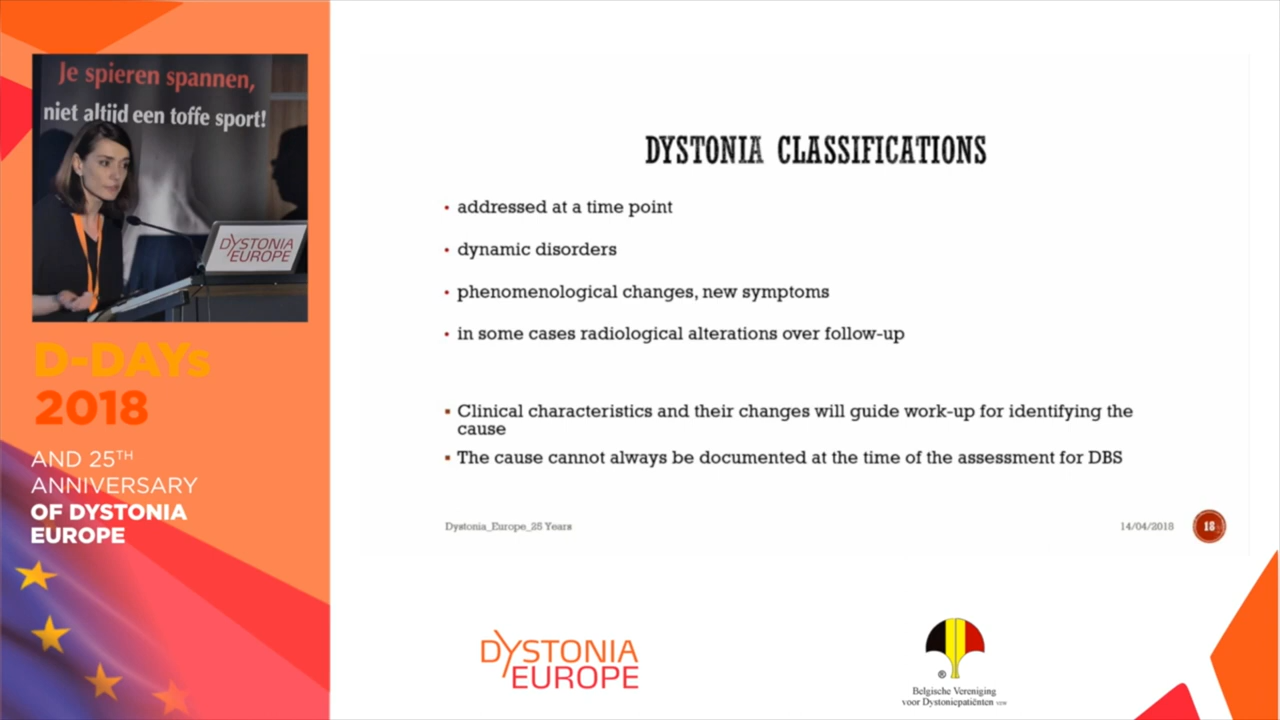 Je spieren spannen,
niet altijd een toffe sport!
DYSTONIA
EUROPE
D-DAYs
2018
AND 25TH
ANNIVERSARY
OF DYSTONIA
EUROPE
DYSTONIA CLASSIFICATIONS
• addressed at a time point
• dynamic disorders
• phenomenological changes, new symptoms
• in some cases radiological alterations over follow-up
▪ Clinical characteristics and their changes will guide work-up for identifying the
cause
▪ The cause cannot always be documented at the time of the assessment for DBS
Dystonia_Europe_25 Years
14/04/2018
18
DYSTONIA
EUROPE
®
Belgische Vereniging
voor Dystoniepatiënten vzw